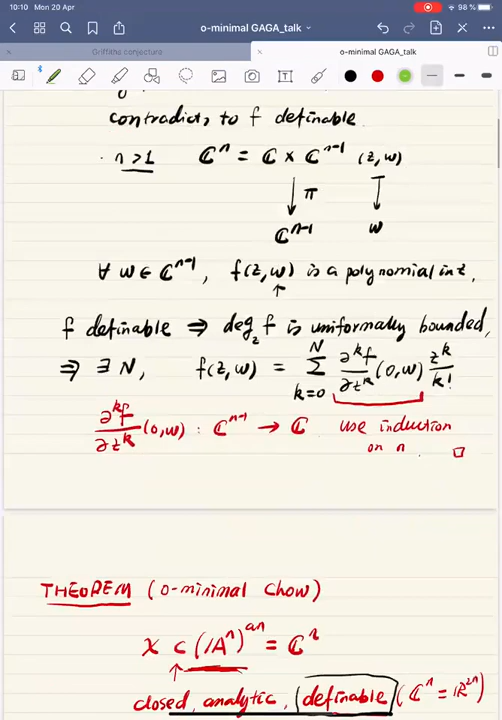 10:10 Mon 20 Apr
98 %
o-minimal GAGA_talk
Griffiths conjecture
o-minimal GAGA_talk
contradicts to f definable
· n > 1 ℂⁿ = ℂ × ℂⁿ⁻¹ (z, w)
↓ π ↓
ℂⁿ⁻¹ w
∀ w ∈ ℂⁿ⁻¹, f(z, w) is a polynomial in z,
↑
f definable ⇒ deg_z f is uniformally bounded,
⇒ ∃ N, f(z, w) = Σ_{k=0}^{N} ∂ᵏf/∂zᵏ (0, w) zᵏ/k!
∂ᵏf/∂zᵏ (0, w) : ℂⁿ⁻¹ → ℂ use induction
on n. □
THEOREM (o-minimal Chow)
X ⊂ (𝔸ⁿ)^{an} = ℂⁿ
↑
closed, analytic, definable (ℂⁿ = ℝ²ⁿ)